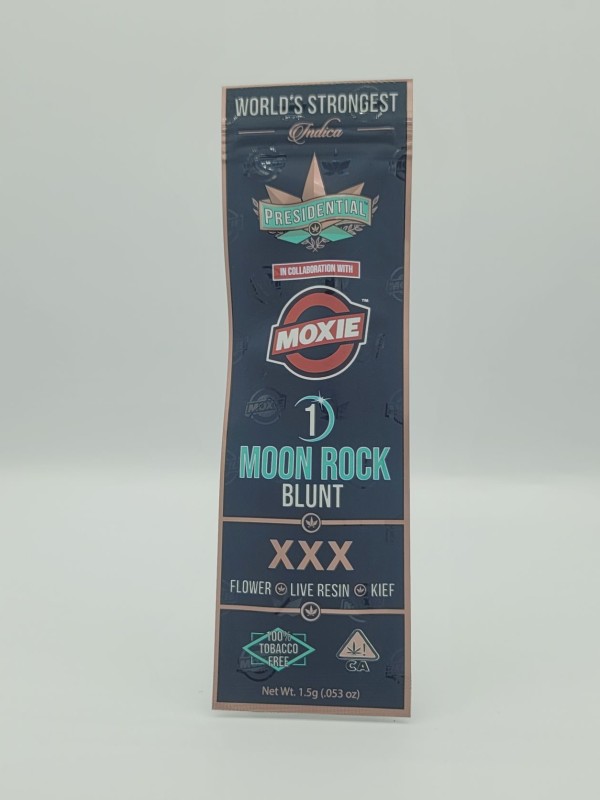 WORLD'S STRONGEST
Indica
PRESIDENTIAL
IN COLLABORATION WITH
MOXIE™
1
MOON ROCK
BLUNT
XXX
FLOWER LIVE RESIN KIEF
100%
TOBACCO
FREE
!
CA
Net Wt. 1.5g (.053 oz)